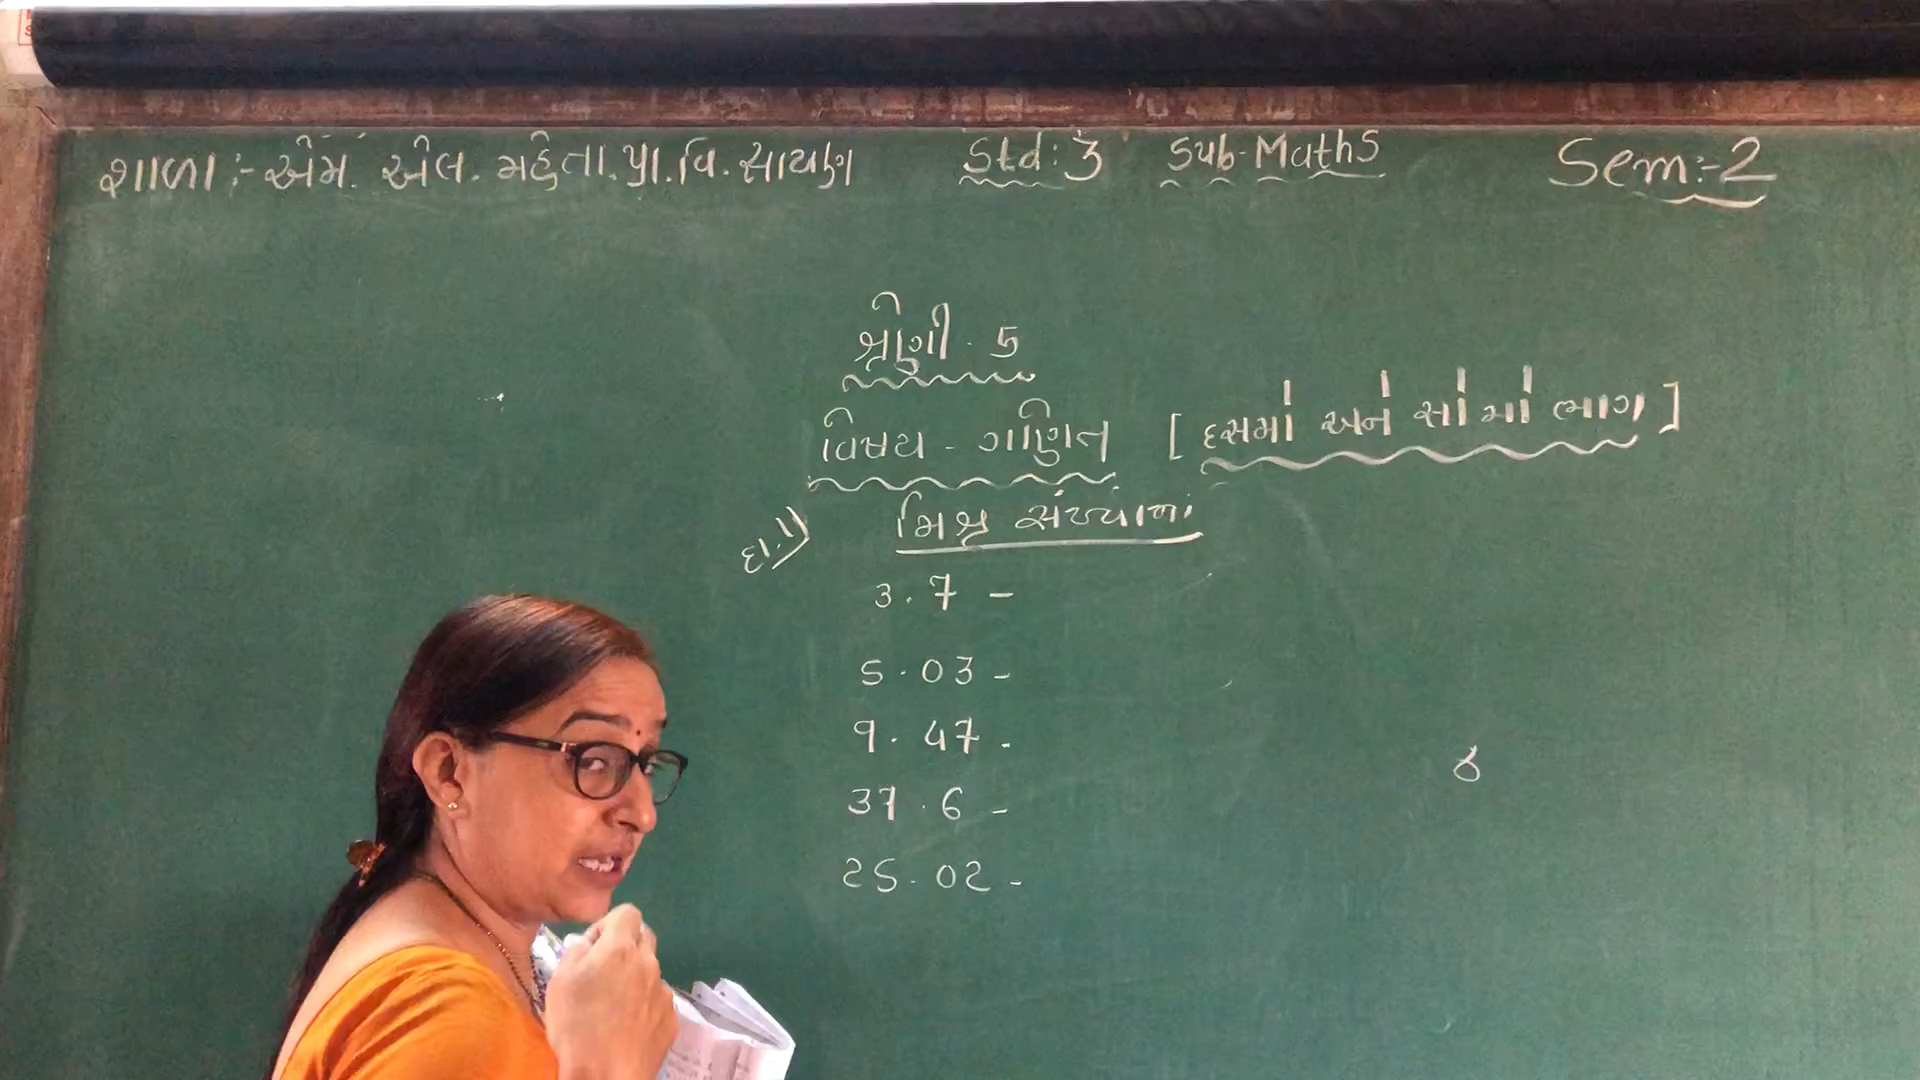 શાળા :- એમ. એલ. મહેતા. પ્રા. વિ. સાયણ Std : 3 Sub - Maths Sem :- 2
શ્રેણી - 5
વિષય - ગણિત [ દસમાં અને સો માં ભાગ ]
દા.1) મિશ્ર સંખ્યામાં
3.7 -
5.03 -
9.47 -
37.6 -
25.02 -